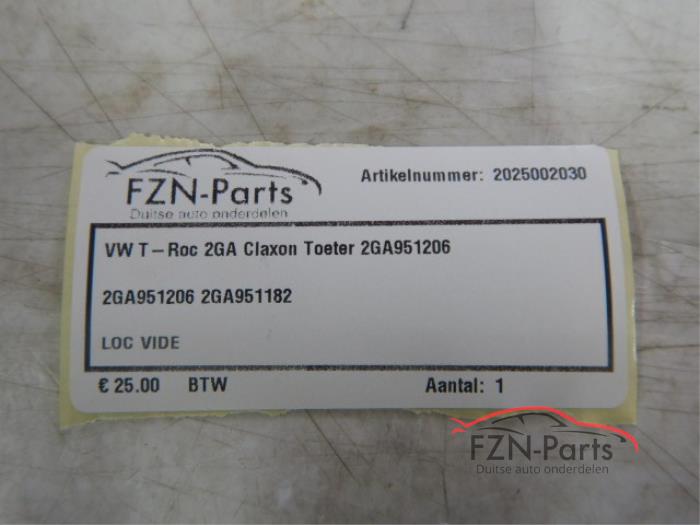 FZN-Parts
Duitse auto onderdelen
Artikelnummer: 2025002030
VW T-Roc 2GA Claxon Toeter 2GA951206
2GA951206 2GA951182
LOC VIDE
€ 25.00 BTW Aantal: 1
FZN-Parts
Duitse auto onderdelen